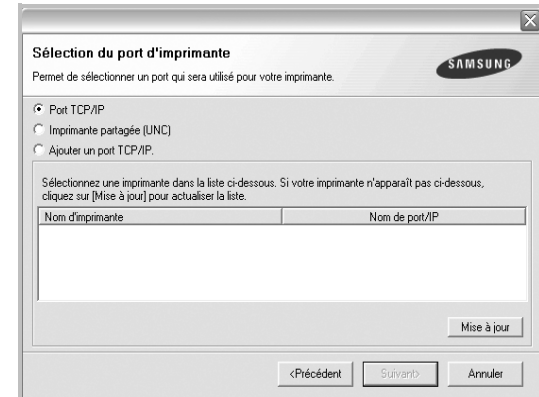 Sélection du port d'imprimante
Permet de sélectionner un port qui sera utilisé pour votre imprimante.
SAMSUNG
Port TCP/IP
Imprimante partagée (UNC)
Ajouter un port TCP/IP.
Sélectionnez une imprimante dans la liste ci-dessous. Si votre imprimante n'apparaît pas ci-dessous,
cliquez sur [Mise à jour] pour actualiser la liste.
Nom d'imprimante Nom de port/IP
Mise à jour
<Précédent Suivant> Annuler